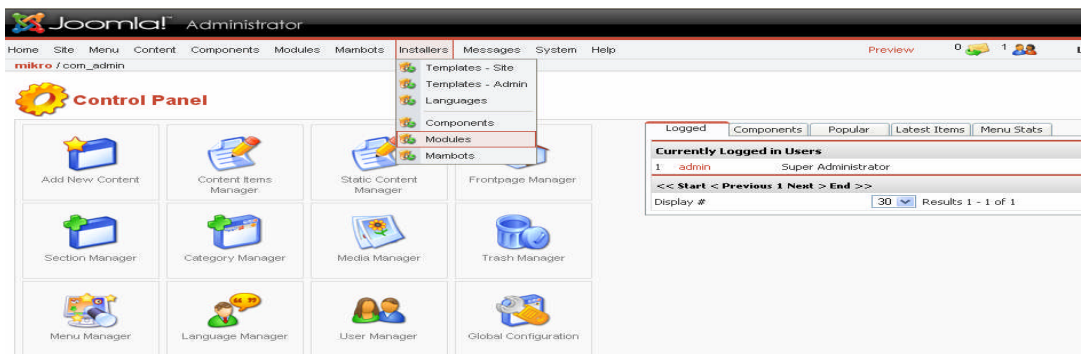 Joomla! Administrator
Home Site Menu Content Components Modules Mambots Installers Messages System Help Preview 0 1 L
mikro / com_admin
Templates - Site
Templates - Admin
Languages
Components
Modules
Mambots
Control Panel
Add New Content
Content Items Manager
Static Content Manager
Frontpage Manager
Section Manager
Category Manager
Media Manager
Trash Manager
Menu Manager
Language Manager
User Manager
Global Configuration
Logged Components Popular Latest Items Menu Stats
Currently Logged in Users
1 admin Super Administrator
<< Start < Previous 1 Next > End >>
Display # 30 Results 1 - 1 of 1